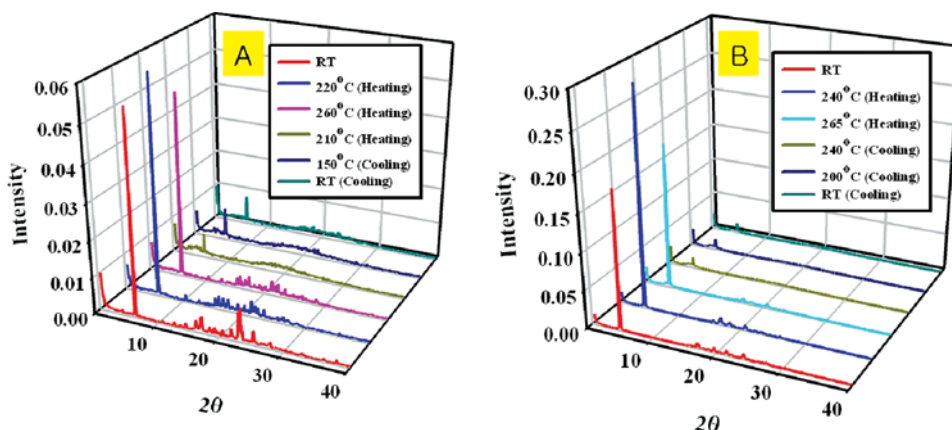 A
RT
220°C (Heating)
260°C (Heating)
210°C (Heating)
150°C (Cooling)
RT (Cooling)
0.06
0.05
0.04
0.03
0.02
0.01
0.00
Intensity
10
20
30
40
2θ
B
RT
240°C (Heating)
265°C (Heating)
240°C (Cooling)
200°C (Cooling)
RT (Cooling)
0.30
0.25
0.20
0.15
0.10
0.05
0.00
Intensity
10
20
30
40
2θ